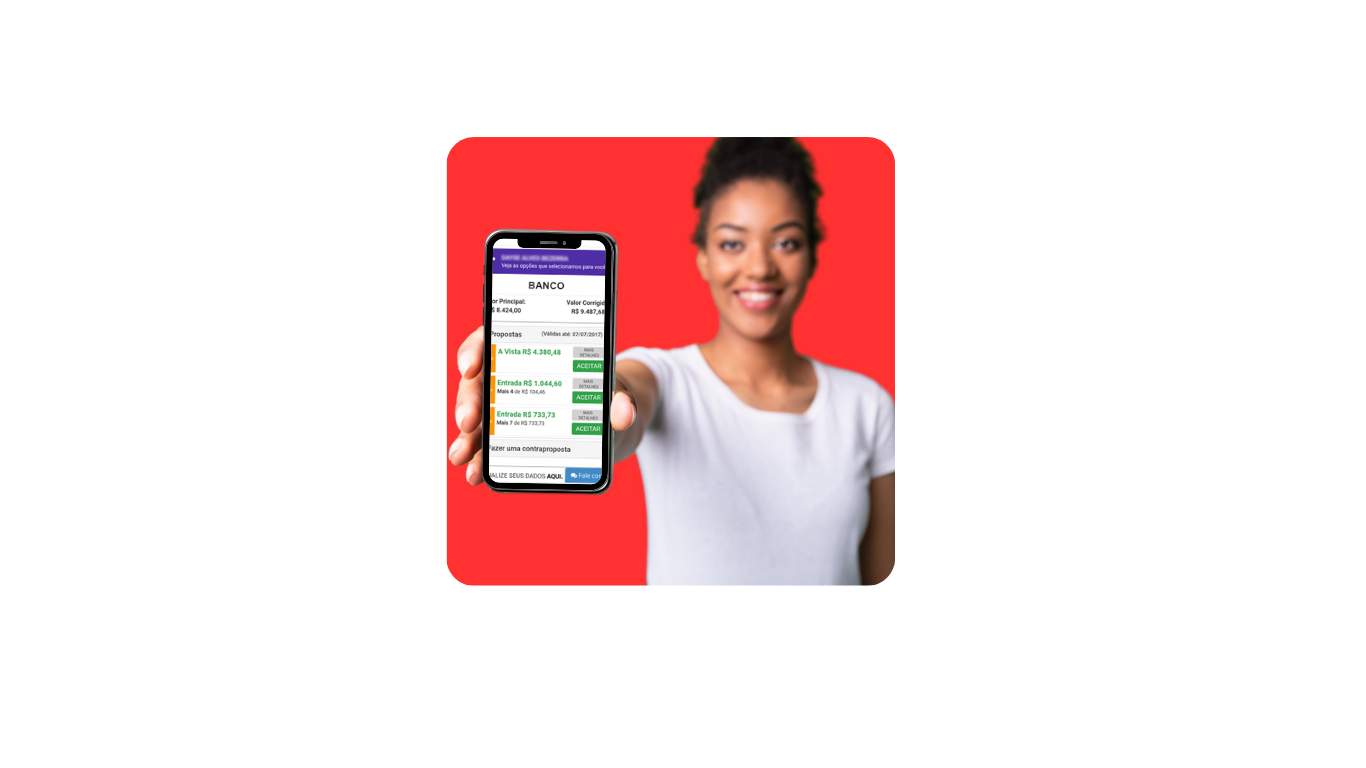 Veja as opções que selecionamos para você
BANCO
or Principal:
Valor Corrigid
$ 8.424,00
R$ 9.487,68
Propostas
(Válidas até: 07/07/2017)
A Vista R$ 4.380,48
MAIS
DETALHES
ACEITAR
Entrada R$ 1.044,60
Mais 4 de R$ 104,46
MAIS
DETALHES
ACEITAR
Entrada R$ 733,73
Mais 7 de R$ 733,73
MAIS
DETALHES
ACEITAR
Fazer uma contraproposta
ALIZE SEUS DADOS AQUI.
Fale co